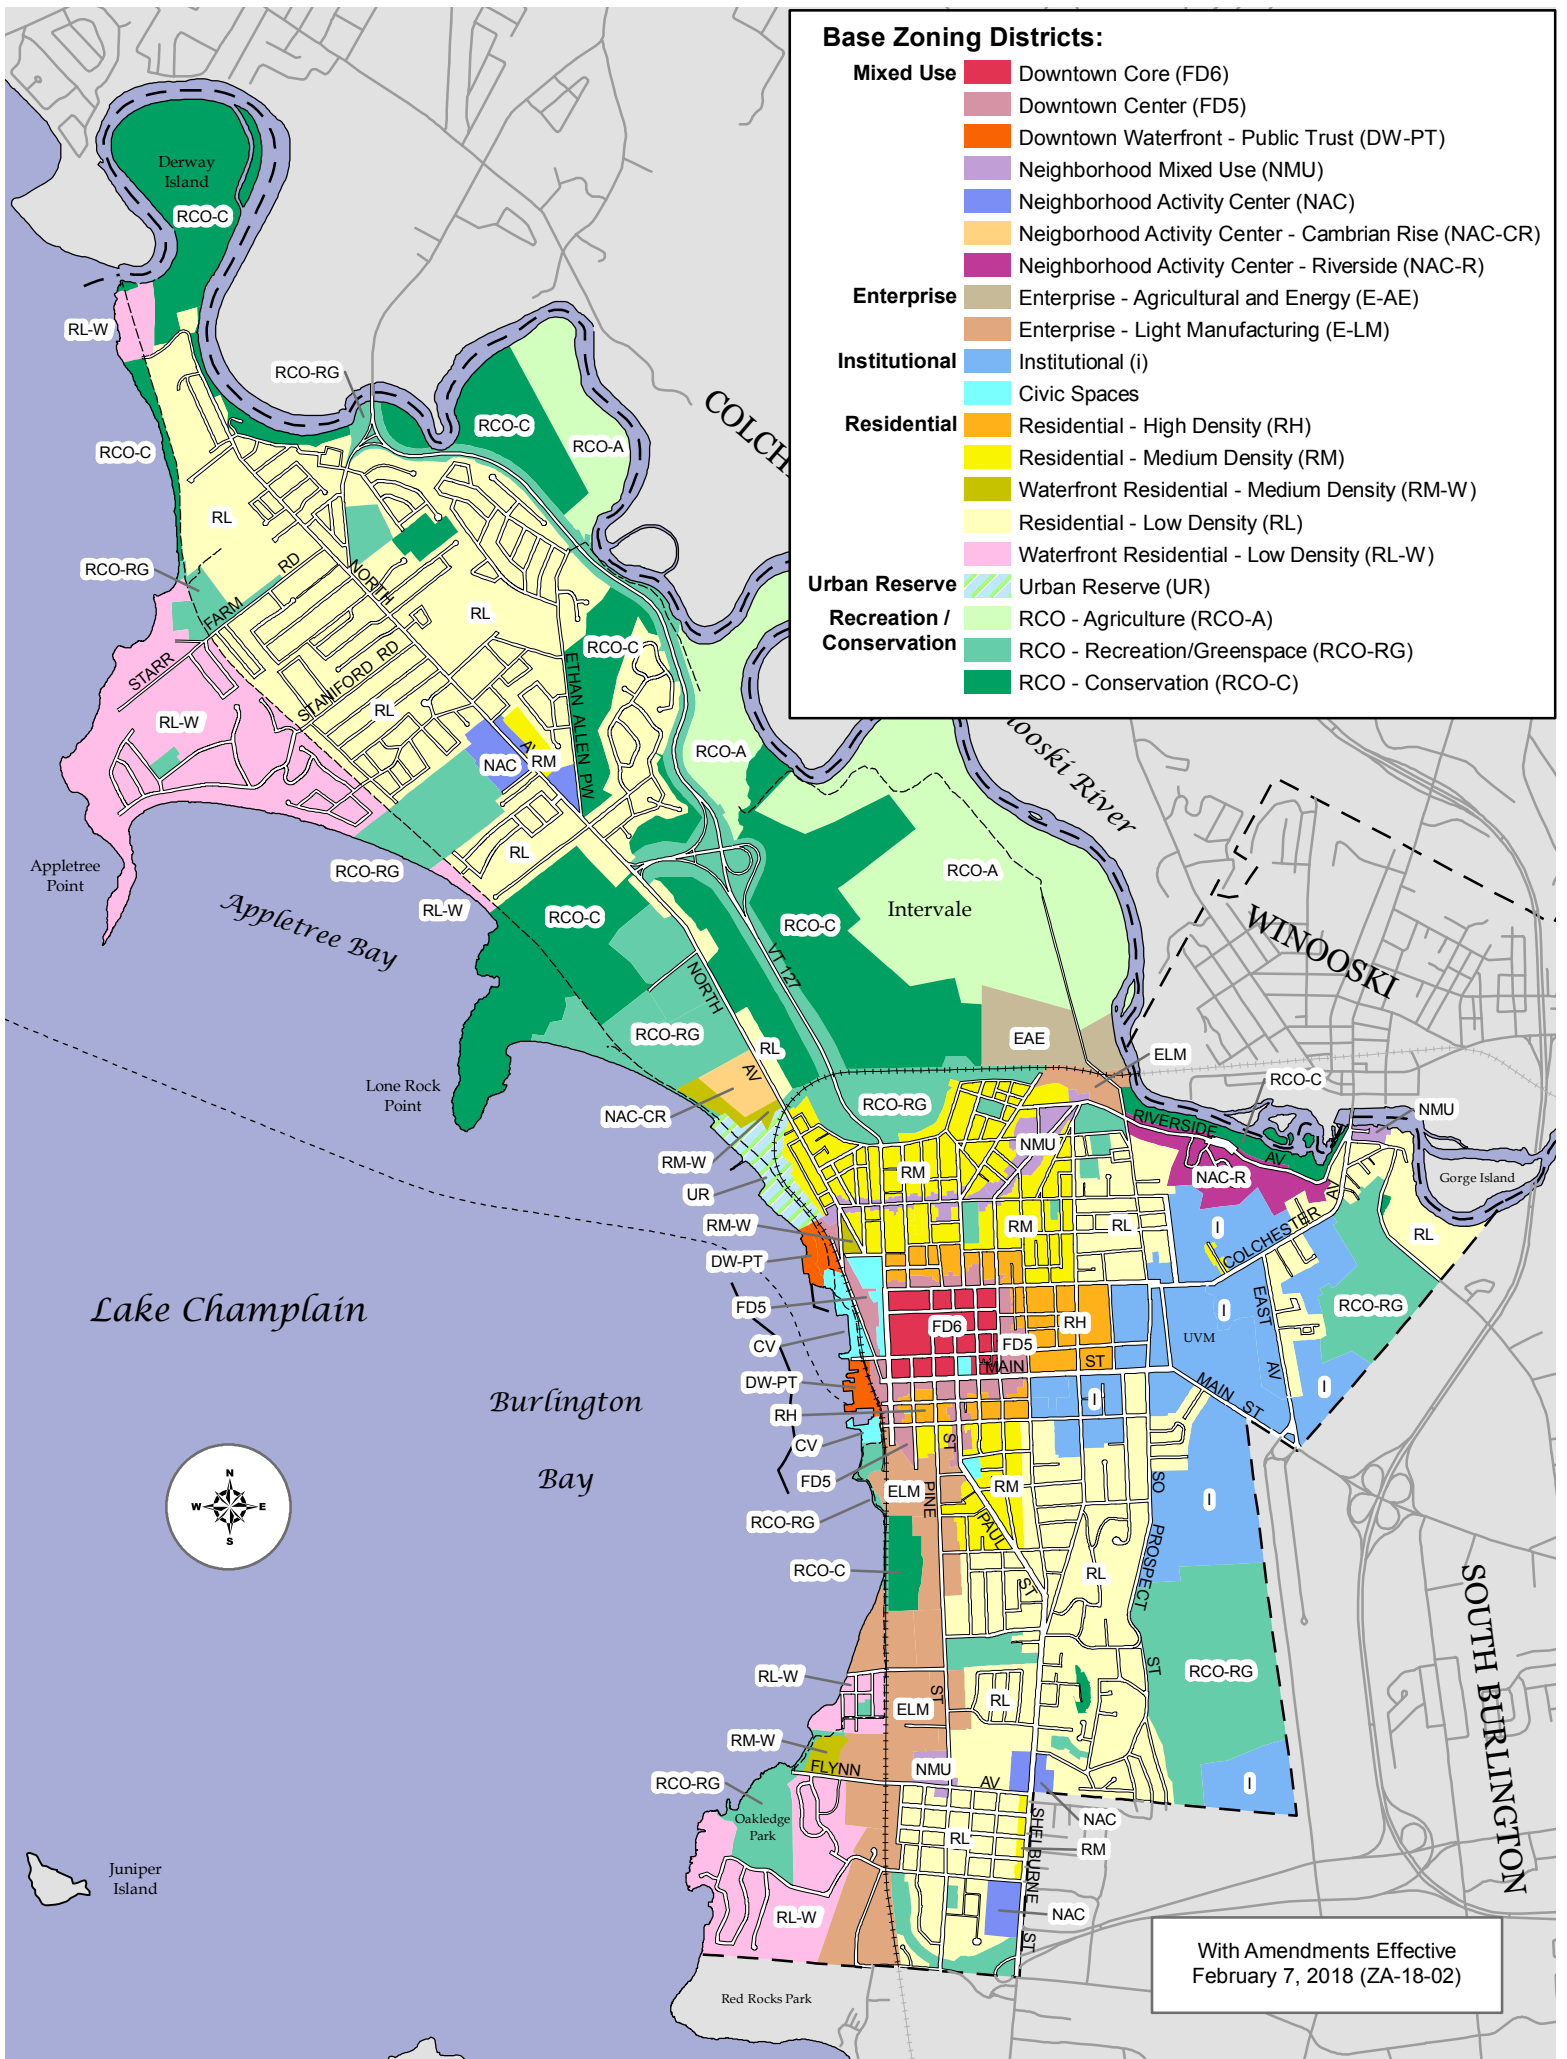 Base Zoning Districts:
Mixed Use
Downtown Core (FD6)
Downtown Center (FD5)
Downtown Waterfront - Public Trust (DW-PT)
Neighborhood Mixed Use (NMU)
Neighborhood Activity Center (NAC)
Neigborhood Activity Center - Cambrian Rise (NAC-CR)
Neighborhood Activity Center - Riverside (NAC-R)
Enterprise
Enterprise - Agricultural and Energy (E-AE)
Enterprise - Light Manufacturing (E-LM)
Institutional
Institutional (i)
Civic Spaces
Residential
Residential - High Density (RH)
Residential - Medium Density (RM)
Waterfront Residential - Medium Density (RM-W)
Residential - Low Density (RL)
Waterfront Residential - Low Density (RL-W)
Urban Reserve
Urban Reserve (UR)
Recreation /
Conservation
RCO - Agriculture (RCO-A)
RCO - Recreation/Greenspace (RCO-RG)
RCO - Conservation (RCO-C)
Derway
Island
RCO-C
RL-W
RCO-RG
RCO-C
RCO-A
RCO-C
RL
RCO-RG
FARM RD
NORTH
RL
RCO-C
STARR
STANIFORD RD
ETHAN ALLEN PW
RL-W
RL
NAC
AV
RM
RCO-A
ooski River
Appletree
Point
RCO-RG
RL
RL-W
Appletree Bay
RCO-C
RCO-A
Intervale
RCO-C
VT 127
NORTH
WINOOSKI
RCO-RG
RL
AV
EAE
ELM
Lone Rock
Point
NAC-CR
RCO-RG
RCO-C
NMU
RIVERSIDE
AV
NMU
RM-W
RM
NAC-R
AV
Gorge Island
UR
RM-W
RM
RL
I
COLCHESTER
RL
DW-PT
Lake Champlain
FD5
FD6
RH
I
EAST
RCO-RG
UVM
CV
FD5
MAIN
ST
AV
DW-PT
MAIN
ST
I
I
Burlington
RH
CV
ST
Bay
FD5
ELM
PINE
RM
SO
I
RCO-RG
PAUL
PROSPECT
RCO-C
ST
RL
SOUTH BURLINGTON
N
W
E
S
RL-W
ST
RL
ST
RCO-RG
ELM
RM-W
FLYNN
NMU
AV
RCO-RG
I
Oakledge
Park
NAC
SHELBURNE
RL
RM
Juniper
Island
RL-W
NAC
ST
With Amendments Effective
February 7, 2018 (ZA-18-02)
Red Rocks Park